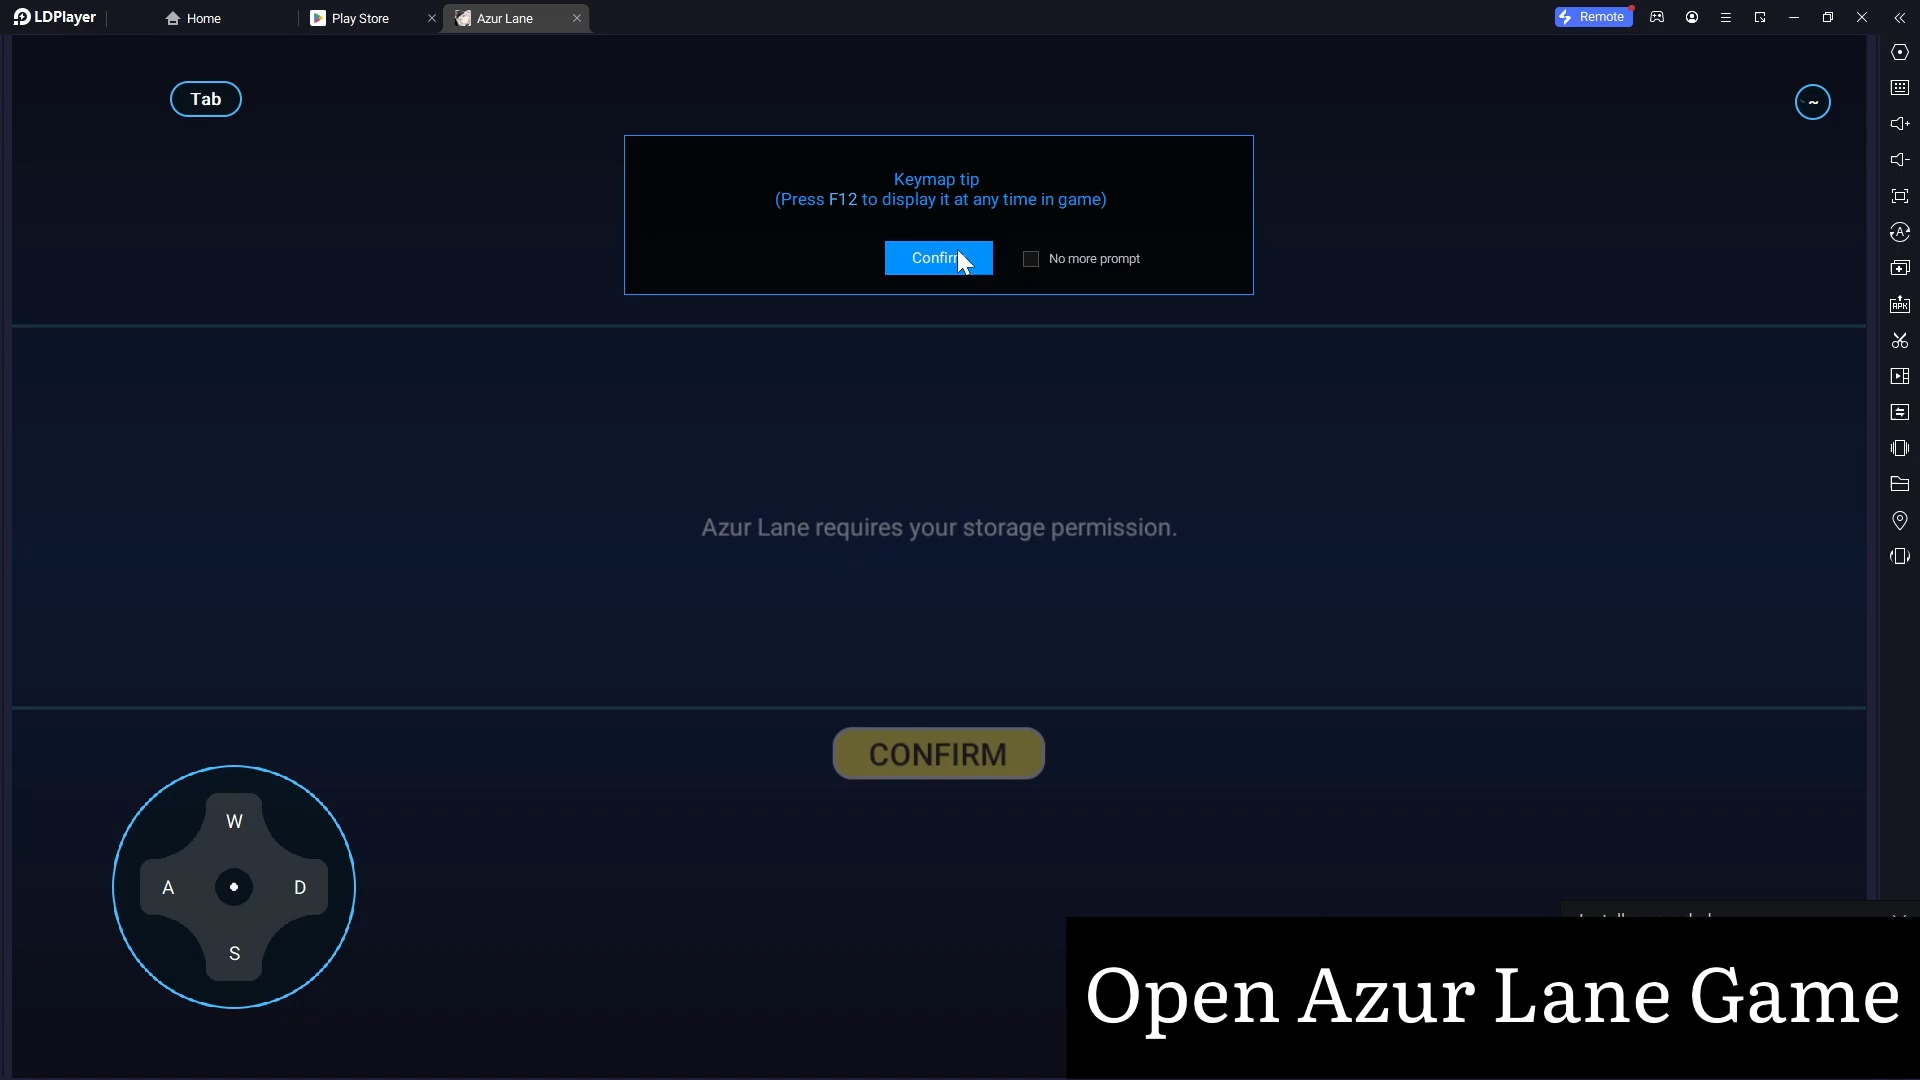 LDPlayer
Home
Play Store
Azur Lane
Remote
Tab
~
Keymap tip
(Press F12 to display it at any time in game)
No more prompt
A
APK
Azur Lane requires your storage permission.
CONFIRM
W
A D
S
Open Azur Lane Game